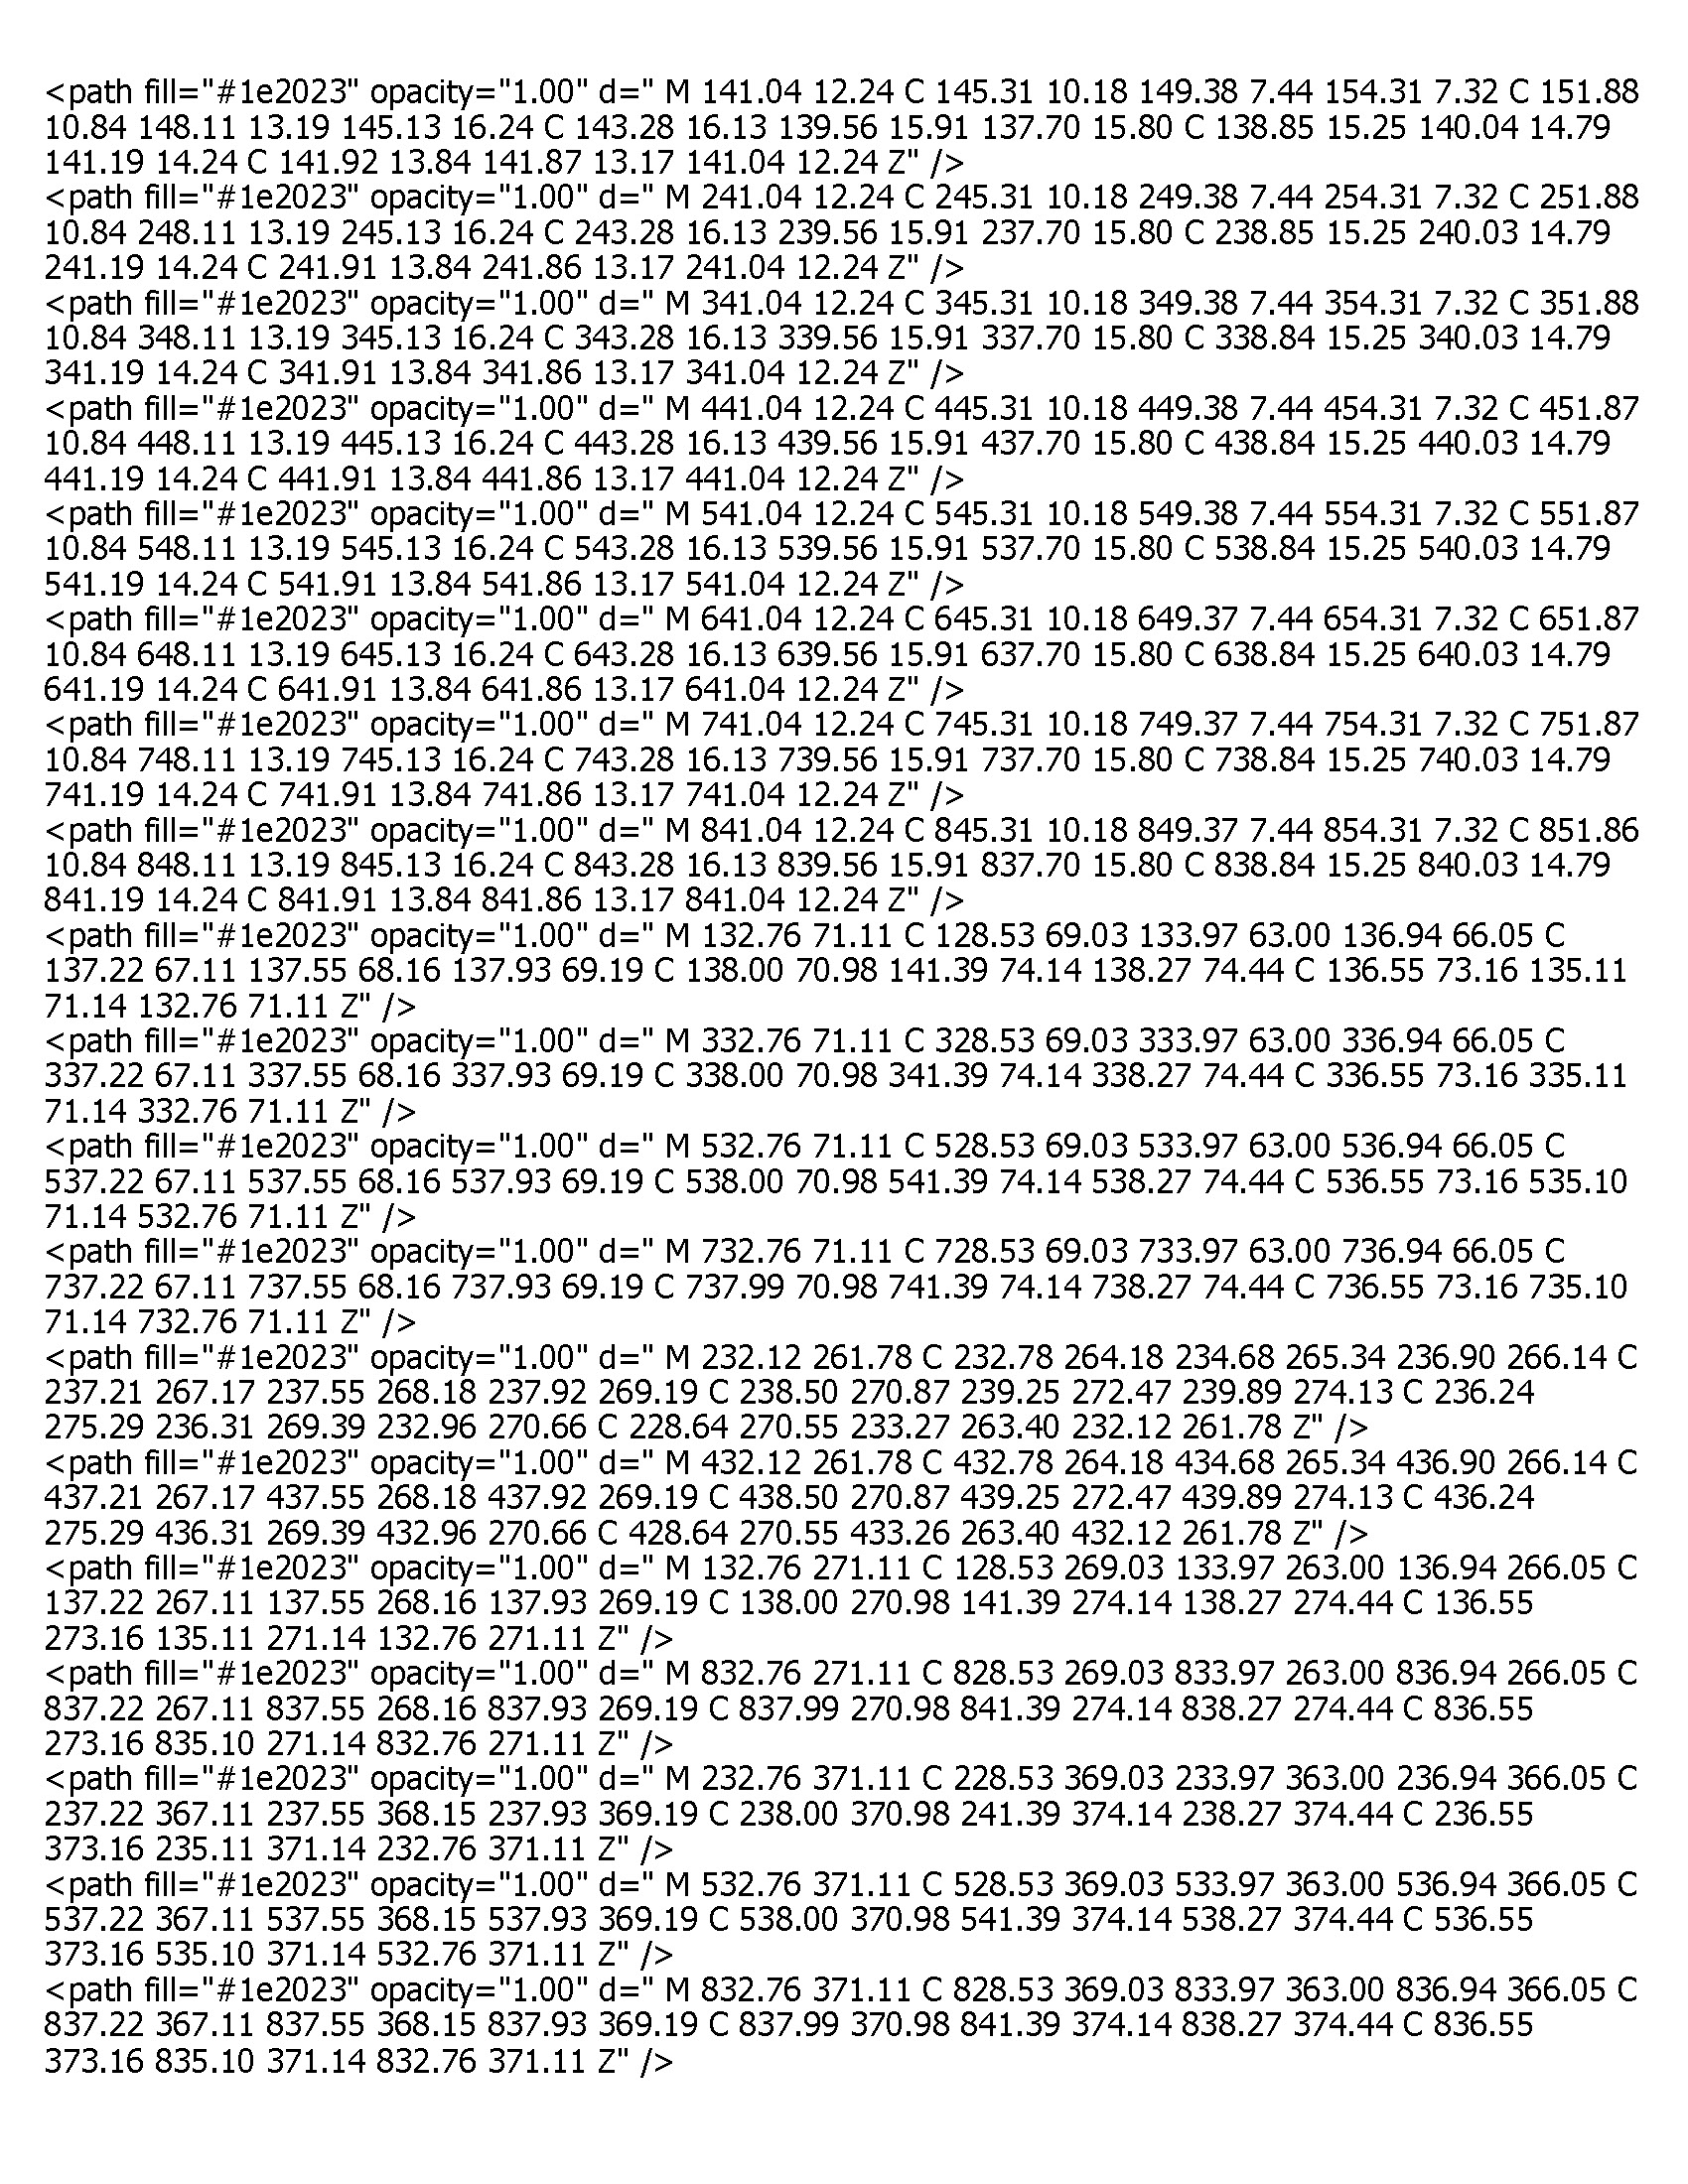 <path fill="#1e2023" opacity="1.00" d=" M 141.04 12.24 C 145.31 10.18 149.38 7.44 154.31 7.32 C 151.88
10.84 148.11 13.19 145.13 16.24 C 143.28 16.13 139.56 15.91 137.70 15.80 C 138.85 15.25 140.04 14.79
141.19 14.24 C 141.92 13.84 141.87 13.17 141.04 12.24 Z" />
<path fill="#1e2023" opacity="1.00" d=" M 241.04 12.24 C 245.31 10.18 249.38 7.44 254.31 7.32 C 251.88
10.84 248.11 13.19 245.13 16.24 C 243.28 16.13 239.56 15.91 237.70 15.80 C 238.85 15.25 240.03 14.79
241.19 14.24 C 241.91 13.84 241.86 13.17 241.04 12.24 Z" />
<path fill="#1e2023" opacity="1.00" d=" M 341.04 12.24 C 345.31 10.18 349.38 7.44 354.31 7.32 C 351.88
10.84 348.11 13.19 345.13 16.24 C 343.28 16.13 339.56 15.91 337.70 15.80 C 338.84 15.25 340.03 14.79
341.19 14.24 C 341.91 13.84 341.86 13.17 341.04 12.24 Z" />
<path fill="#1e2023" opacity="1.00" d=" M 441.04 12.24 C 445.31 10.18 449.38 7.44 454.31 7.32 C 451.87
10.84 448.11 13.19 445.13 16.24 C 443.28 16.13 439.56 15.91 437.70 15.80 C 438.84 15.25 440.03 14.79
441.19 14.24 C 441.91 13.84 441.86 13.17 441.04 12.24 Z" />
<path fill="#1e2023" opacity="1.00" d=" M 541.04 12.24 C 545.31 10.18 549.38 7.44 554.31 7.32 C 551.87
10.84 548.11 13.19 545.13 16.24 C 543.28 16.13 539.56 15.91 537.70 15.80 C 538.84 15.25 540.03 14.79
541.19 14.24 C 541.91 13.84 541.86 13.17 541.04 12.24 Z" />
<path fill="#1e2023" opacity="1.00" d=" M 641.04 12.24 C 645.31 10.18 649.37 7.44 654.31 7.32 C 651.87
10.84 648.11 13.19 645.13 16.24 C 643.28 16.13 639.56 15.91 637.70 15.80 C 638.84 15.25 640.03 14.79
641.19 14.24 C 641.91 13.84 641.86 13.17 641.04 12.24 Z" />
<path fill="#1e2023" opacity="1.00" d=" M 741.04 12.24 C 745.31 10.18 749.37 7.44 754.31 7.32 C 751.87
10.84 748.11 13.19 745.13 16.24 C 743.28 16.13 739.56 15.91 737.70 15.80 C 738.84 15.25 740.03 14.79
741.19 14.24 C 741.91 13.84 741.86 13.17 741.04 12.24 Z" />
<path fill="#1e2023" opacity="1.00" d=" M 841.04 12.24 C 845.31 10.18 849.37 7.44 854.31 7.32 C 851.86
10.84 848.11 13.19 845.13 16.24 C 843.28 16.13 839.56 15.91 837.70 15.80 C 838.84 15.25 840.03 14.79
841.19 14.24 C 841.91 13.84 841.86 13.17 841.04 12.24 Z" />
<path fill="#1e2023" opacity="1.00" d=" M 132.76 71.11 C 128.53 69.03 133.97 63.00 136.94 66.05 C
137.22 67.11 137.55 68.16 137.93 69.19 C 138.00 70.98 141.39 74.14 138.27 74.44 C 136.55 73.16 135.11
71.14 132.76 71.11 Z" />
<path fill="#1e2023" opacity="1.00" d=" M 332.76 71.11 C 328.53 69.03 333.97 63.00 336.94 66.05 C
337.22 67.11 337.55 68.16 337.93 69.19 C 338.00 70.98 341.39 74.14 338.27 74.44 C 336.55 73.16 335.11
71.14 332.76 71.11 Z" />
<path fill="#1e2023" opacity="1.00" d=" M 532.76 71.11 C 528.53 69.03 533.97 63.00 536.94 66.05 C
537.22 67.11 537.55 68.16 537.93 69.19 C 538.00 70.98 541.39 74.14 538.27 74.44 C 536.55 73.16 535.10
71.14 532.76 71.11 Z" />
<path fill="#1e2023" opacity="1.00" d=" M 732.76 71.11 C 728.53 69.03 733.97 63.00 736.94 66.05 C
737.22 67.11 737.55 68.16 737.93 69.19 C 737.99 70.98 741.39 74.14 738.27 74.44 C 736.55 73.16 735.10
71.14 732.76 71.11 Z" />
<path fill="#1e2023" opacity="1.00" d=" M 232.12 261.78 C 232.78 264.18 234.68 265.34 236.90 266.14 C
237.21 267.17 237.55 268.18 237.92 269.19 C 238.50 270.87 239.25 272.47 239.89 274.13 C 236.24
275.29 236.31 269.39 232.96 270.66 C 228.64 270.55 233.27 263.40 232.12 261.78 Z" />
<path fill="#1e2023" opacity="1.00" d=" M 432.12 261.78 C 432.78 264.18 434.68 265.34 436.90 266.14 C
437.21 267.17 437.55 268.18 437.92 269.19 C 438.50 270.87 439.25 272.47 439.89 274.13 C 436.24
275.29 436.31 269.39 432.96 270.66 C 428.64 270.55 433.26 263.40 432.12 261.78 Z" />
<path fill="#1e2023" opacity="1.00" d=" M 132.76 271.11 C 128.53 269.03 133.97 263.00 136.94 266.05 C
137.22 267.11 137.55 268.16 137.93 269.19 C 138.00 270.98 141.39 274.14 138.27 274.44 C 136.55
273.16 135.11 271.14 132.76 271.11 Z" />
<path fill="#1e2023" opacity="1.00" d=" M 832.76 271.11 C 828.53 269.03 833.97 263.00 836.94 266.05 C
837.22 267.11 837.55 268.16 837.93 269.19 C 837.99 270.98 841.39 274.14 838.27 274.44 C 836.55
273.16 835.10 271.14 832.76 271.11 Z" />
<path fill="#1e2023" opacity="1.00" d=" M 232.76 371.11 C 228.53 369.03 233.97 363.00 236.94 366.05 C
237.22 367.11 237.55 368.15 237.93 369.19 C 238.00 370.98 241.39 374.14 238.27 374.44 C 236.55
373.16 235.11 371.14 232.76 371.11 Z" />
<path fill="#1e2023" opacity="1.00" d=" M 532.76 371.11 C 528.53 369.03 533.97 363.00 536.94 366.05 C
537.22 367.11 537.55 368.15 537.93 369.19 C 538.00 370.98 541.39 374.14 538.27 374.44 C 536.55
373.16 535.10 371.14 532.76 371.11 Z" />
<path fill="#1e2023" opacity="1.00" d=" M 832.76 371.11 C 828.53 369.03 833.97 363.00 836.94 366.05 C
837.22 367.11 837.55 368.15 837.93 369.19 C 837.99 370.98 841.39 374.14 838.27 374.44 C 836.55
373.16 835.10 371.14 832.76 371.11 Z" />